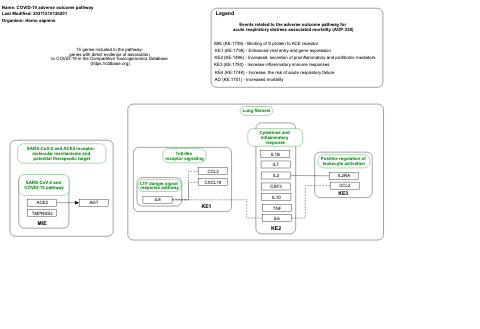 Name: COVID-19 adverse outcome pathway
Last Modified: 20231210120201
Organism: Homo sapiens
15 genes included in the pathway:
genes with direct evidence of association
to COVID-19 in the Comparative Toxicogenomics Database
(https://ctdbase.org)
Legend
Events related to the adverse outcome pathway for
acute respiratory distress associated mortality (AOP:320)
MIE (KE:1739) - Binding of S protein to ACE receptor
KE1 (KE:1738) - Enhanced viral entry and gene expression
KE2 (KE:1496) - Increased, secretion of proinflammatory and profibrotic mediators
KE3 (KE:1750) - Increase inflammatory immune responses
KE4 (KE:1748) - Increase, the risk of acute respiratory failure
AO (KE:1751) - Increased mortality
Lung fibrosis
SARS-CoV-2 and ACE2 receptor:
molecular mechanisms and
potential therapeutic target
SARS-CoV-2 and
COVID-19 pathway
ACE2
AGT
TMPRSS2
MIE
Toll-like
receptor signaling
CCL3
CXCL10
LTF danger signal
response pathway
IL8
KE1
Cytokines and
inflammatory
response
IL1B
IL7
IL2
CSF3
IL10
TNF
IL6
KE2
Positive regulation of
leukocyte activation
IL2RA
CCL2
KE3